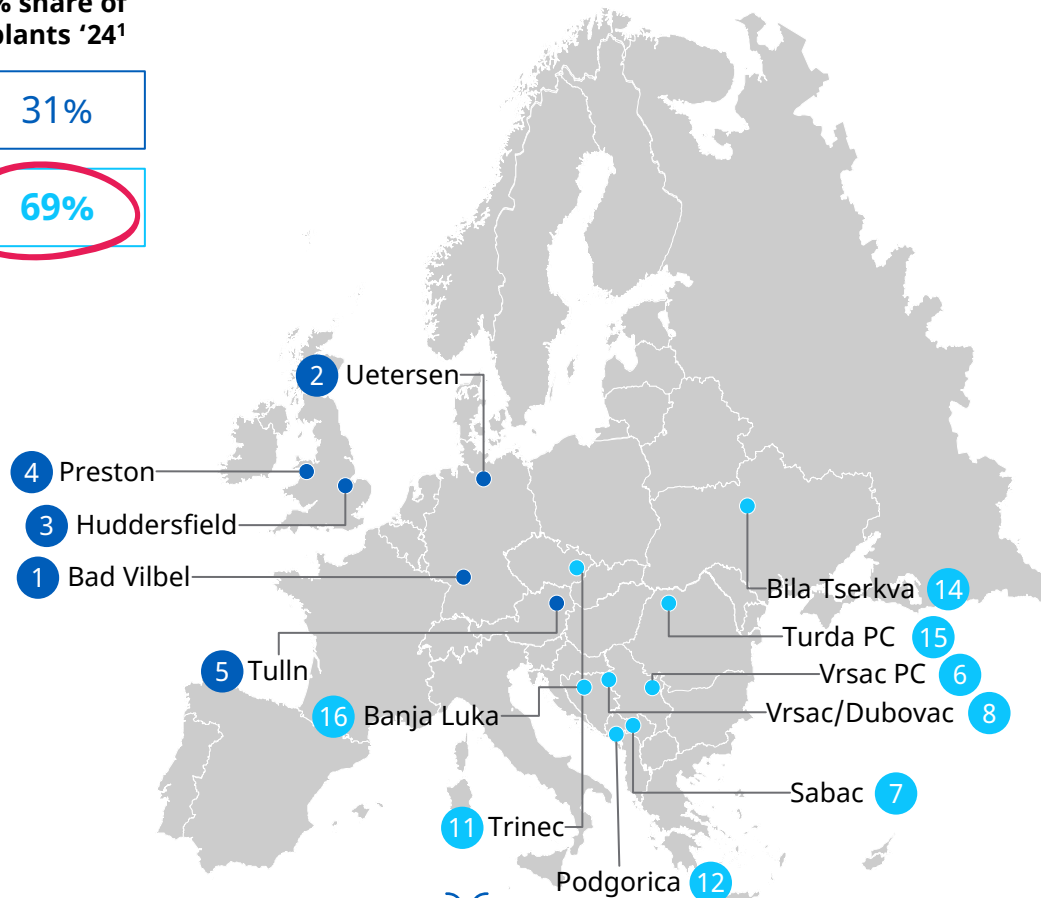 % share of
plants ‘24¹
31%
69%
2 Uetersen
4 Preston
3 Huddersfield
1 Bad Vilbel
Bila Tserkva 14
Turda PC 15
5 Tulln
Vrsac PC 6
16 Banja Luka
Vrsac/Dubovac 8
Sabac 7
11 Trinec
Podgorica 12